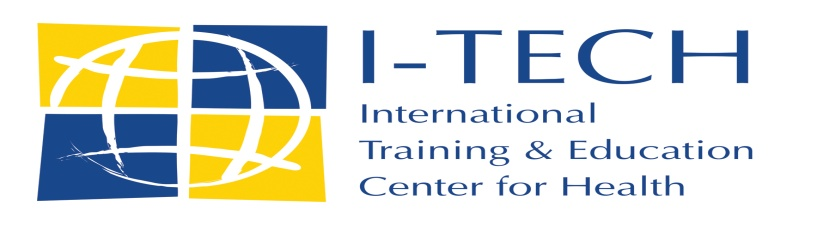 I-TECH
International
Training & Education
Center for Health